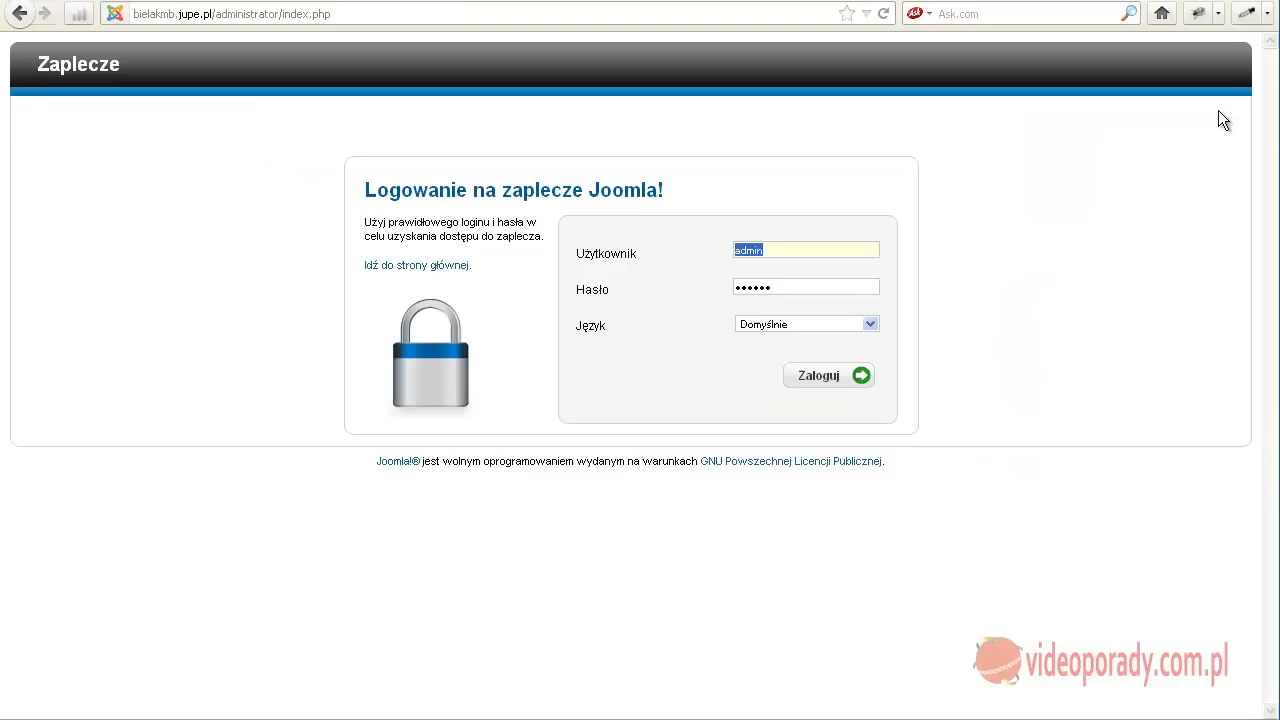 bielakmb.jupe.pl/administrator/index.php
Ask Ask.com
Zaplecze
Logowanie na zaplecze Joomla!
Użyj prawidłowego loginu i hasła w
celu uzyskania dostępu do zaplecza.
Idź do strony głównej.
Użytkownik admin
Hasło ••••••
Język Domyślnie
Zaloguj
Joomla!® jest wolnym oprogramowaniem wydanym na warunkach GNU Powszechnej Licencji Publicznej.
videoporady.com.pl